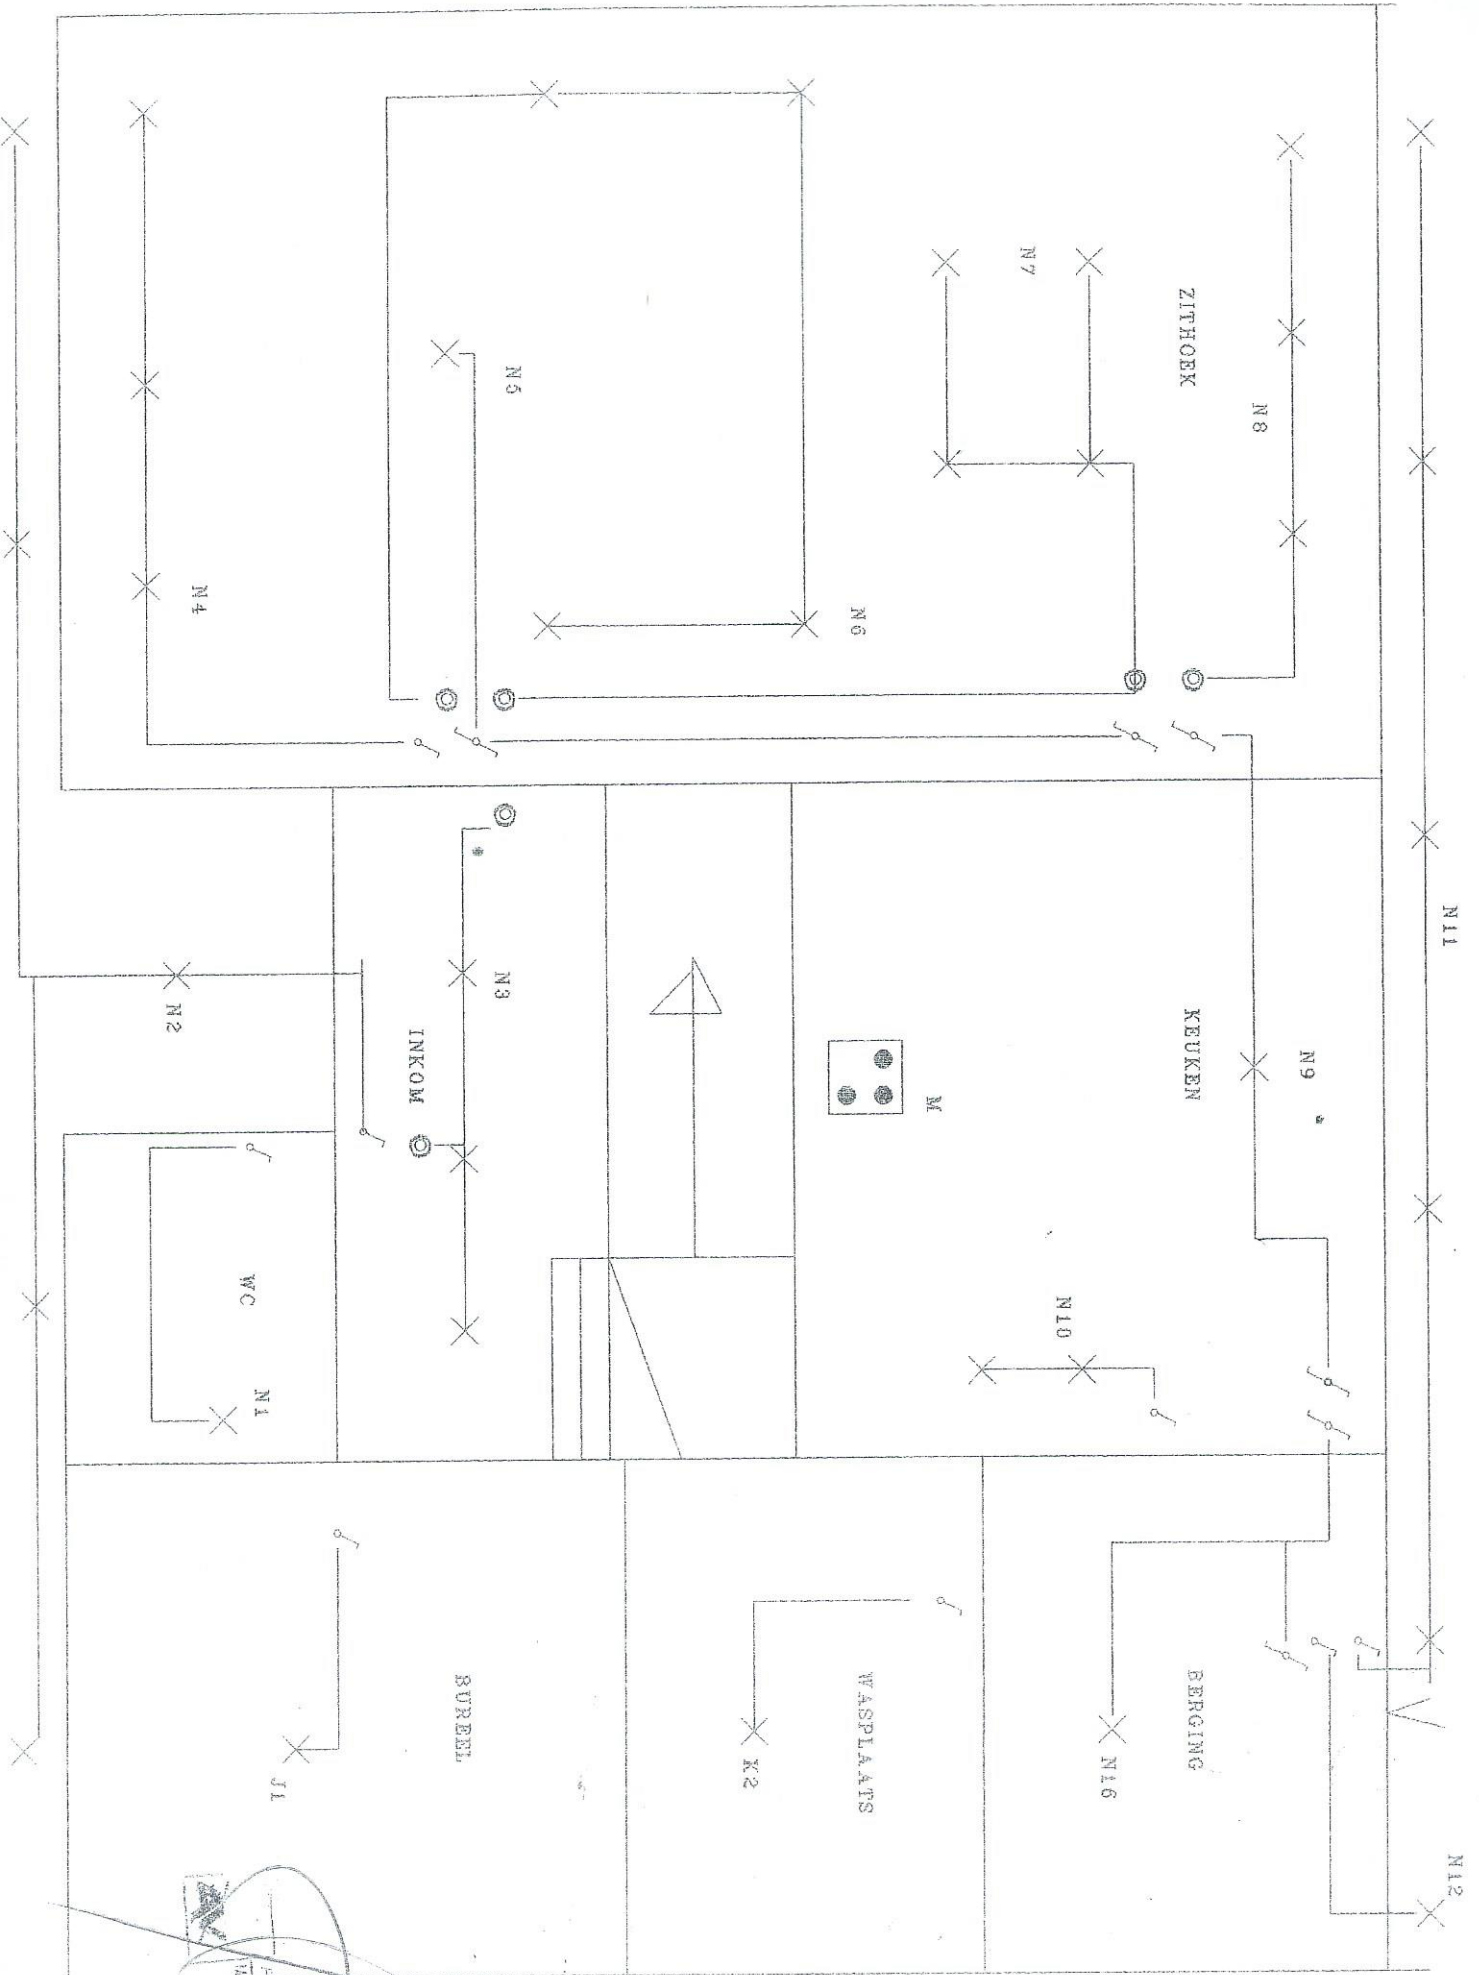 N11
N12
N8
ZITHOEK
N9
KEUKEN
BERGING
N16
N7
N10
M
WASPLAATS
K2
N6
N5
N3
INKOM
BUREEL
J1
N4
N2
WC
N1